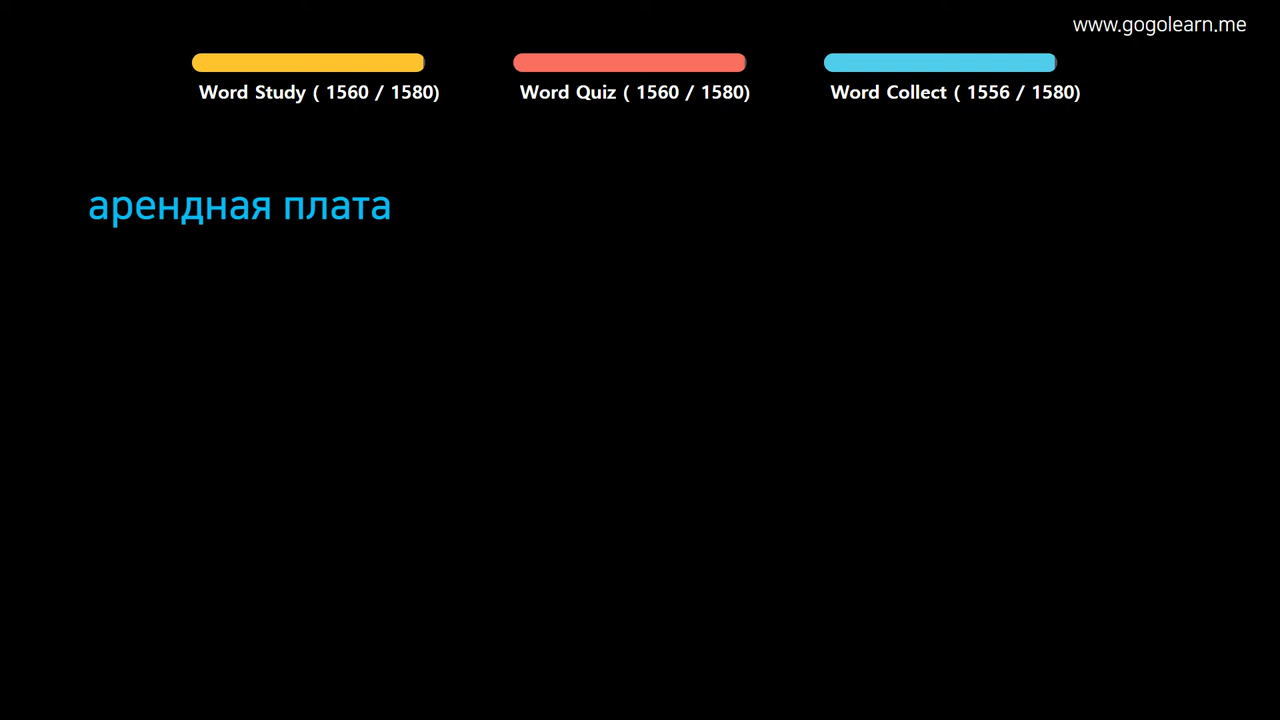 www.gogolearn.me
Word Study ( 1560 / 1580)
Word Quiz ( 1560 / 1580)
Word Collect ( 1556 / 1580)
арендная плата